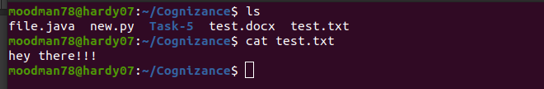 moodman78@hardy07:~/Cognizance$ ls
file.java  new.py  Task-5  test.docx  test.txt
moodman78@hardy07:~/Cognizance$ cat test.txt
hey there!!!
moodman78@hardy07:~/Cognizance$